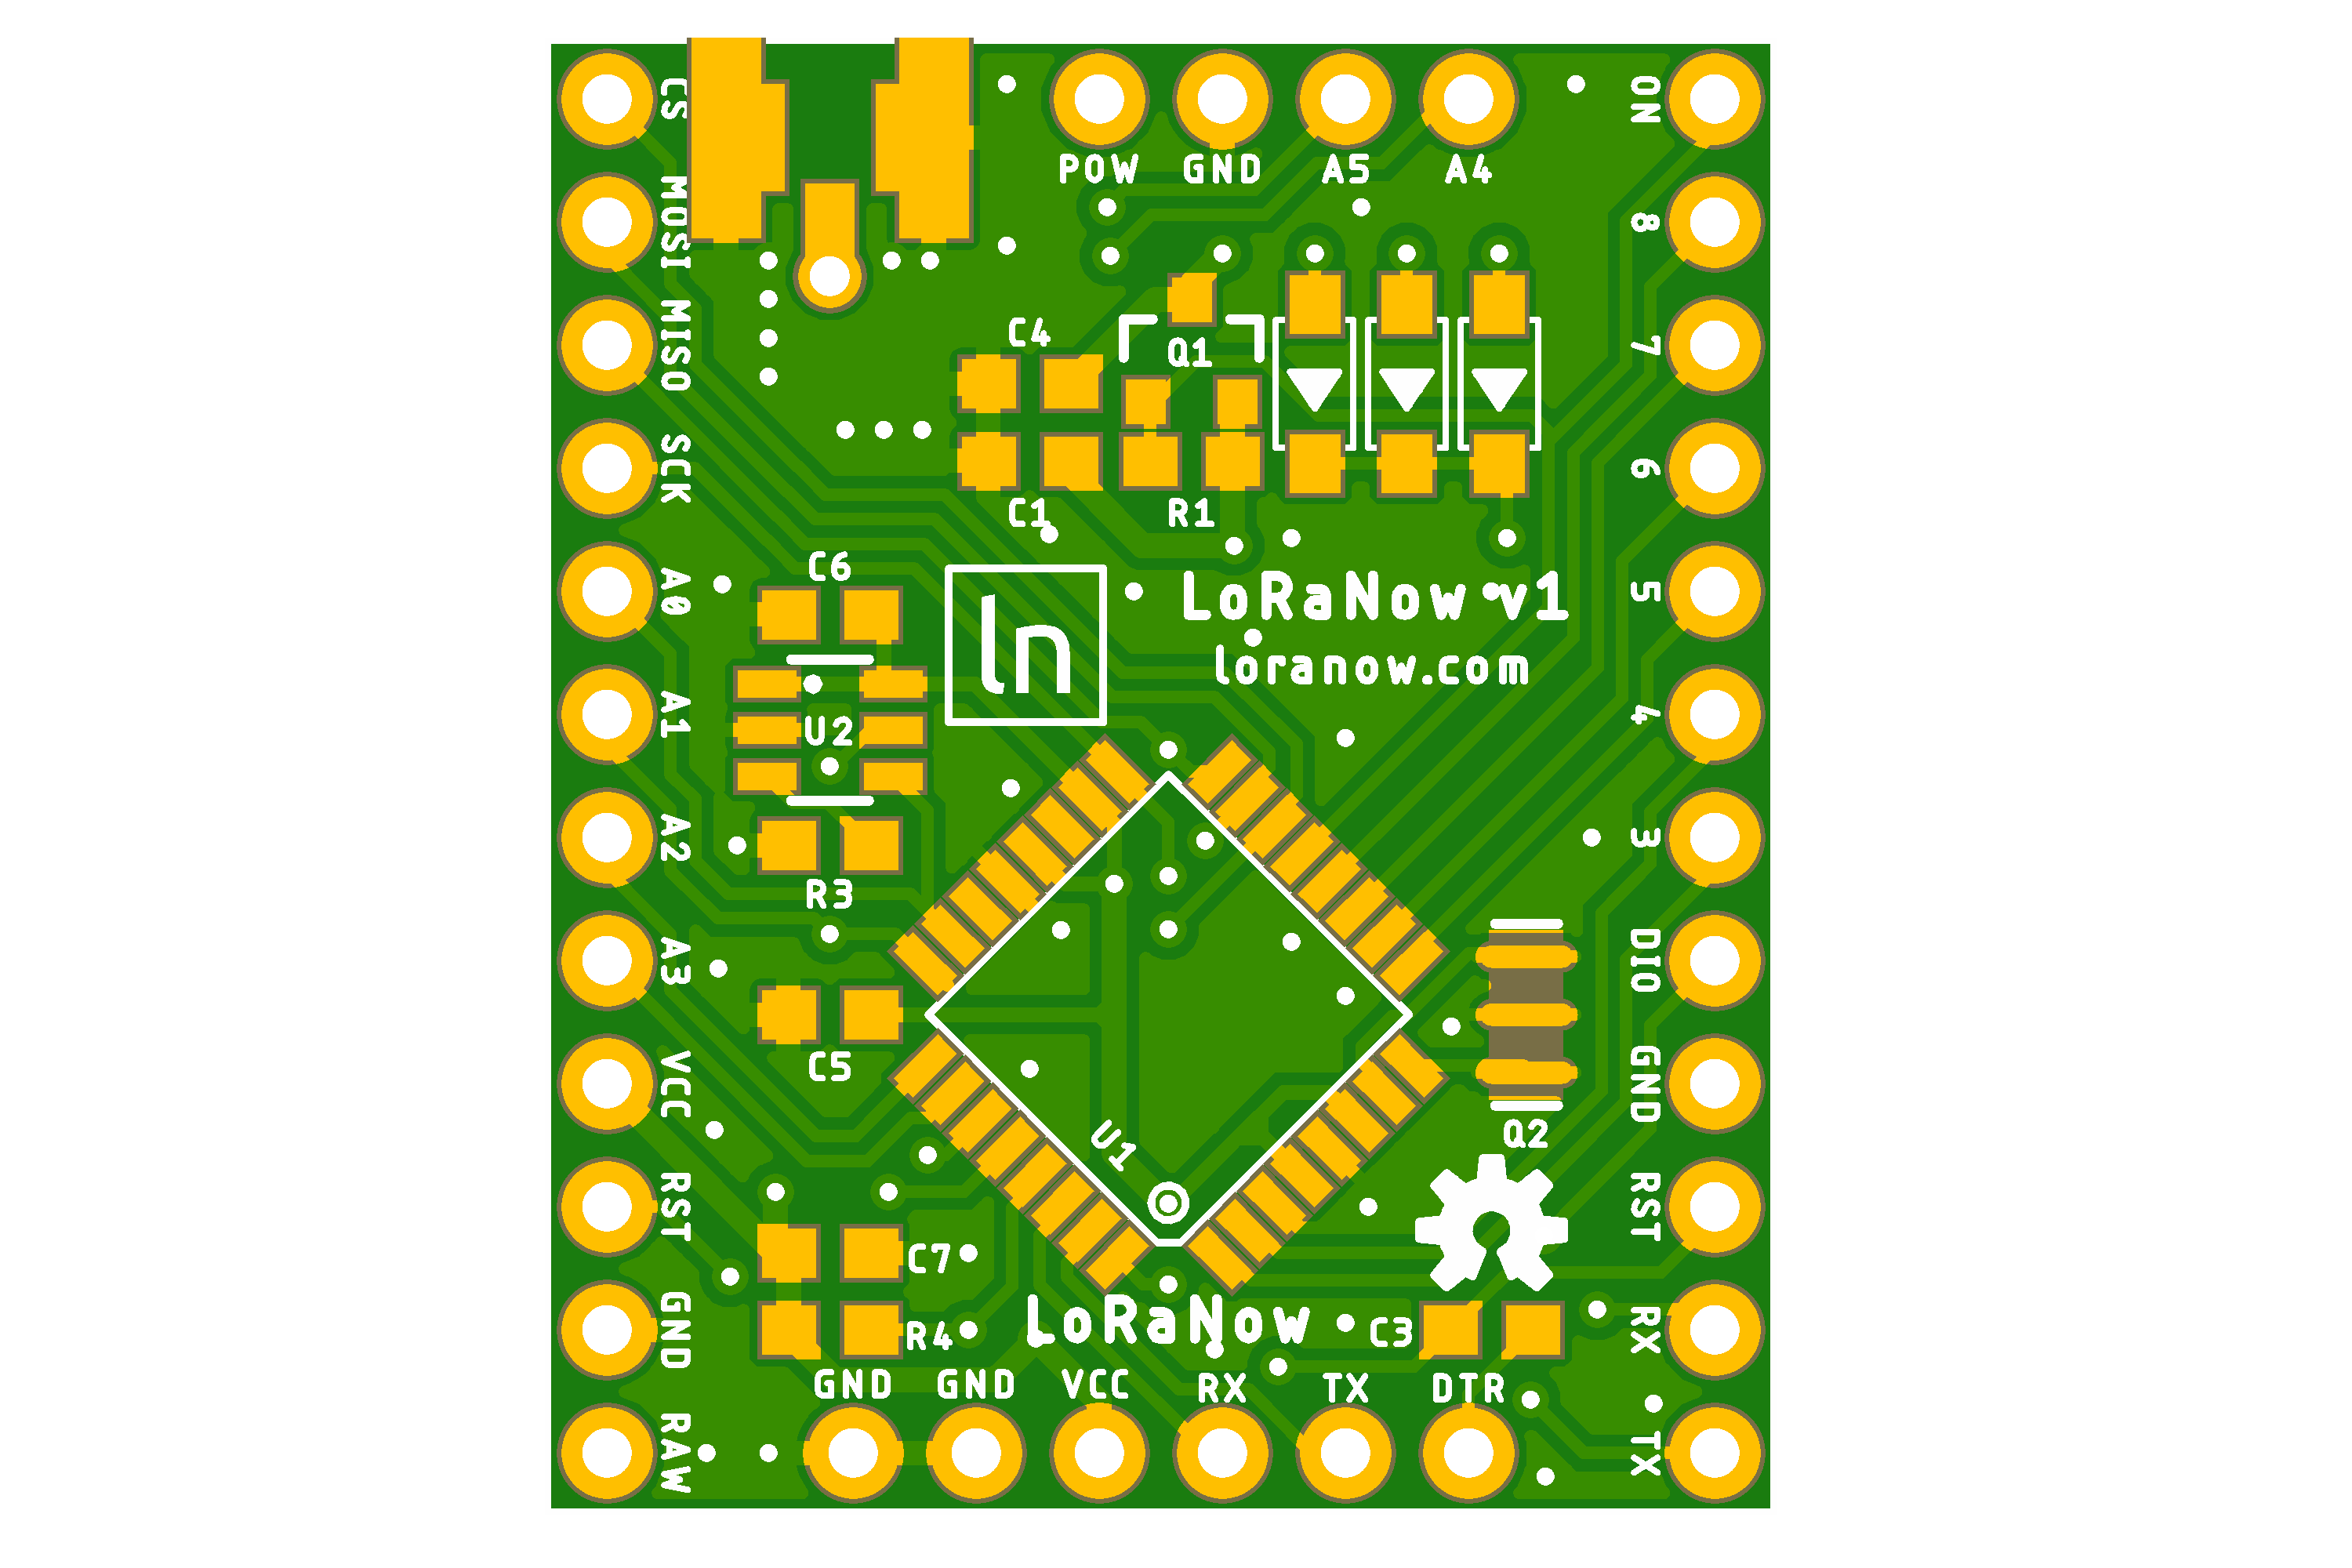 CS
MOSI
MISO
SCK
A0
A1
A2
A3
VCC
RST
GND
RAW
POW GND A5 A4
C4
Q1
C1
R1
C6
ln
LoRaNow v1
loranow.com
U2
R3
C5
U1
Q2
C7
R4
LoRaNow
C3
GND GND VCC RX TX DTR
ON
8
7
6
5
4
3
DIO
GND
RST
RX
TX